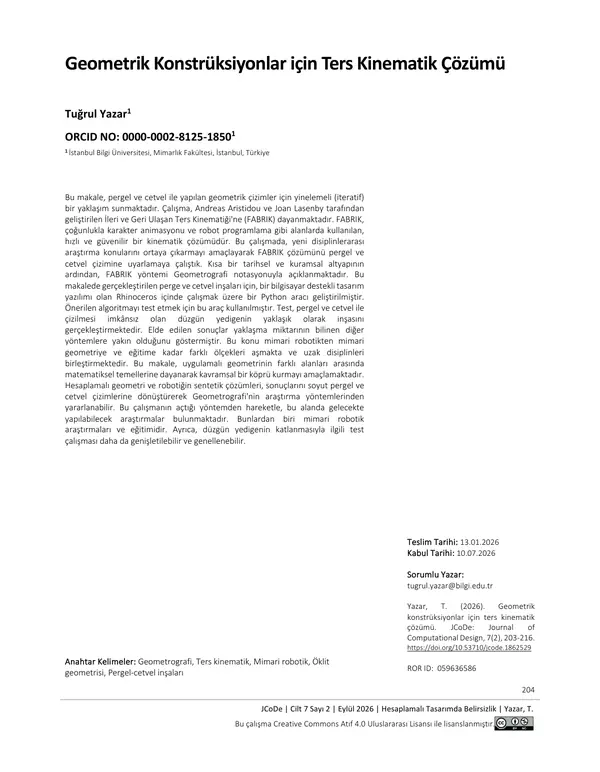 Geometrik Konstrüksiyonlar için Ters Kinematik Çözümü
Tuğrul Yazar¹
ORCID NO: 0000-0002-8125-1850¹
¹ İstanbul Bilgi Üniversitesi, Mimarlık Fakültesi, İstanbul, Türkiye
Bu makale, pergel ve cetvel ile yapılan geometrik çizimler için yinelemeli (iteratif)
bir yaklaşım sunmaktadır. Çalışma, Andreas Aristidou ve Joan Lasenby tarafından
geliştirilen İleri ve Geri Ulaşan Ters Kinematiği'ne (FABRIK) dayanmaktadır. FABRIK,
çoğunlukla karakter animasyonu ve robot programlama gibi alanlarda kullanılan,
hızlı ve güvenilir bir kinematik çözümüdür. Bu çalışmada, yeni disiplinlerarası
araştırma konularını ortaya çıkarmayı amaçlayarak FABRIK çözümünü pergel ve
cetvel çizimine uyarlamaya çalıştık. Kısa bir tarihsel ve kuramsal altyapının
ardından, FABRIK yöntemi Geometrografi notasyonuyla açıklanmaktadır. Bu
makalede gerçekleştirilen perge ve cetvel inşaları için, bir bilgisayar destekli tasarım
yazılımı olan Rhinoceros içinde çalışmak üzere bir Python aracı geliştirilmiştir.
Önerilen algoritmayı test etmek için bu araç kullanılmıştır. Test, pergel ve cetvel ile
çizilmesi imkânsız olan düzgün yedigenin yaklaşık olarak inşasını
gerçekleştirmektedir. Elde edilen sonuçlar yaklaşma miktarının bilinen diğer
yöntemlere yakın olduğunu göstermiştir. Bu konu mimari robotikten mimari
geometriye ve eğitime kadar farklı ölçekleri aşmakta ve uzak disiplinleri
birleştirmektedir. Bu makale, uygulamalı geometrinin farklı alanları arasında
matematiksel temellerine dayanarak kavramsal bir köprü kurmayı amaçlamaktadır.
Hesaplamalı geometri ve robotiğin sentetik çözümleri, sonuçlarını soyut pergel ve
cetvel çizimlerine dönüştürerek Geometrografi'nin araştırma yöntemlerinden
yararlanabilir. Bu çalışmanın açtığı yöntemden hareketle, bu alanda gelecekte
yapılabilecek araştırmalar bulunmaktadır. Bunlardan biri mimari robotik
araştırmaları ve eğitimidir. Ayrıca, düzgün yedigenin katlanmasıyla ilgili test
çalışması daha da genişletilebilir ve genellenebilir.
Teslim Tarihi: 13.01.2026
Kabul Tarihi: 10.07.2026
Sorumlu Yazar:
tugrul.yazar@bilgi.edu.tr
Yazar, T. (2026). Geometrik
konstrüksiyonlar için ters kinematik
çözümü. JCoDe: Journal of
Computational Design, 7(2), 203-216.
https://doi.org/10.53710/jcode.1862529
ROR ID: 059636586
Anahtar Kelimeler: Geometrografi, Ters kinematik, Mimari robotik, Öklit
geometrisi, Pergel-cetvel inşaları
204
JCoDe | Cilt 7 Sayı 2 | Eylül 2026 | Hesaplamalı Tasarımda Belirsizlik | Yazar, T.
Bu çalışma Creative Commons Atıf 4.0 Uluslararası Lisansı ile lisanslanmıştır.